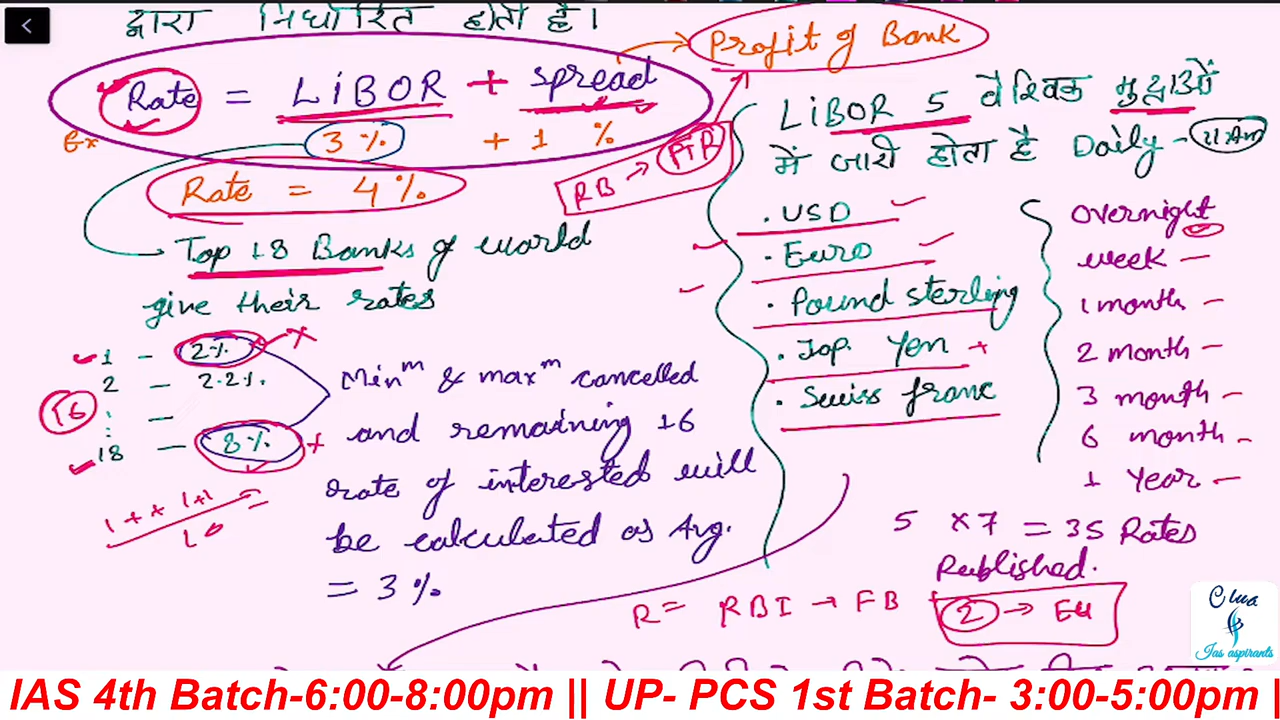 द्वारा निर्धारित होता है।
Rate = LiBOR + spread
Profit of Bank
Ex 3 % + 1 %
Rate = 4 %.
RB → PTR
Top 18 Banks of world
give their rates
1 - 2%.
2 - 2.2%.
16
18 - 8%.
Min^m & max^m cancelled
and remaining 16
rate of interested will
be calculated as Avg.
= 3 %.
LiBOR 5 वैश्विक मुद्राओं
में जारी होता है Daily - 11 Am
. USD
. Euro
. Pound sterling
. Jap. Yen
. Swiss franc
overnight
week -
1 month -
2 month -
3 month -
6 month -
1 Year -
5 x 7 = 35 Rates
Published.
R = RBI → FB
2 → EU
Clue
Ias aspirants
IAS 4th Batch-6:00-8:00pm || UP- PCS 1st Batch- 3:00-5:00pm |